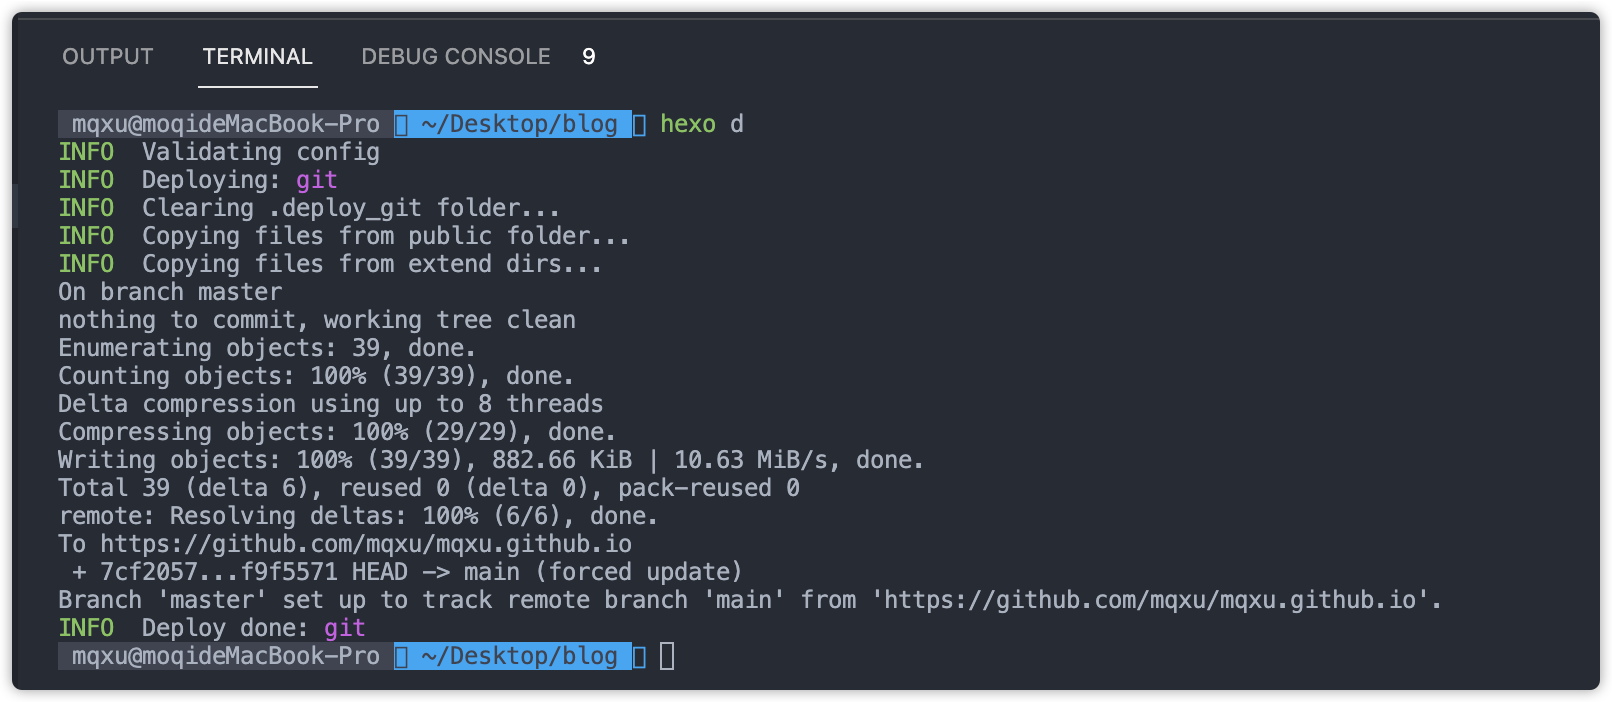 OUTPUT TERMINAL DEBUG CONSOLE 9
mqxu@moqideMacBook-Pro ~/Desktop/blog hexo d
INFO  Validating config
INFO  Deploying: git
INFO  Clearing .deploy_git folder...
INFO  Copying files from public folder...
INFO  Copying files from extend dirs...
On branch master
nothing to commit, working tree clean
Enumerating objects: 39, done.
Counting objects: 100% (39/39), done.
Delta compression using up to 8 threads
Compressing objects: 100% (29/29), done.
Writing objects: 100% (39/39), 882.66 KiB | 10.63 MiB/s, done.
Total 39 (delta 6), reused 0 (delta 0), pack-reused 0
remote: Resolving deltas: 100% (6/6), done.
To https://github.com/mqxu/mqxu.github.io
 + 7cf2057...f9f5571 HEAD -> main (forced update)
Branch 'master' set up to track remote branch 'main' from 'https://github.com/mqxu/mqxu.github.io'.
INFO  Deploy done: git
mqxu@moqideMacBook-Pro ~/Desktop/blog